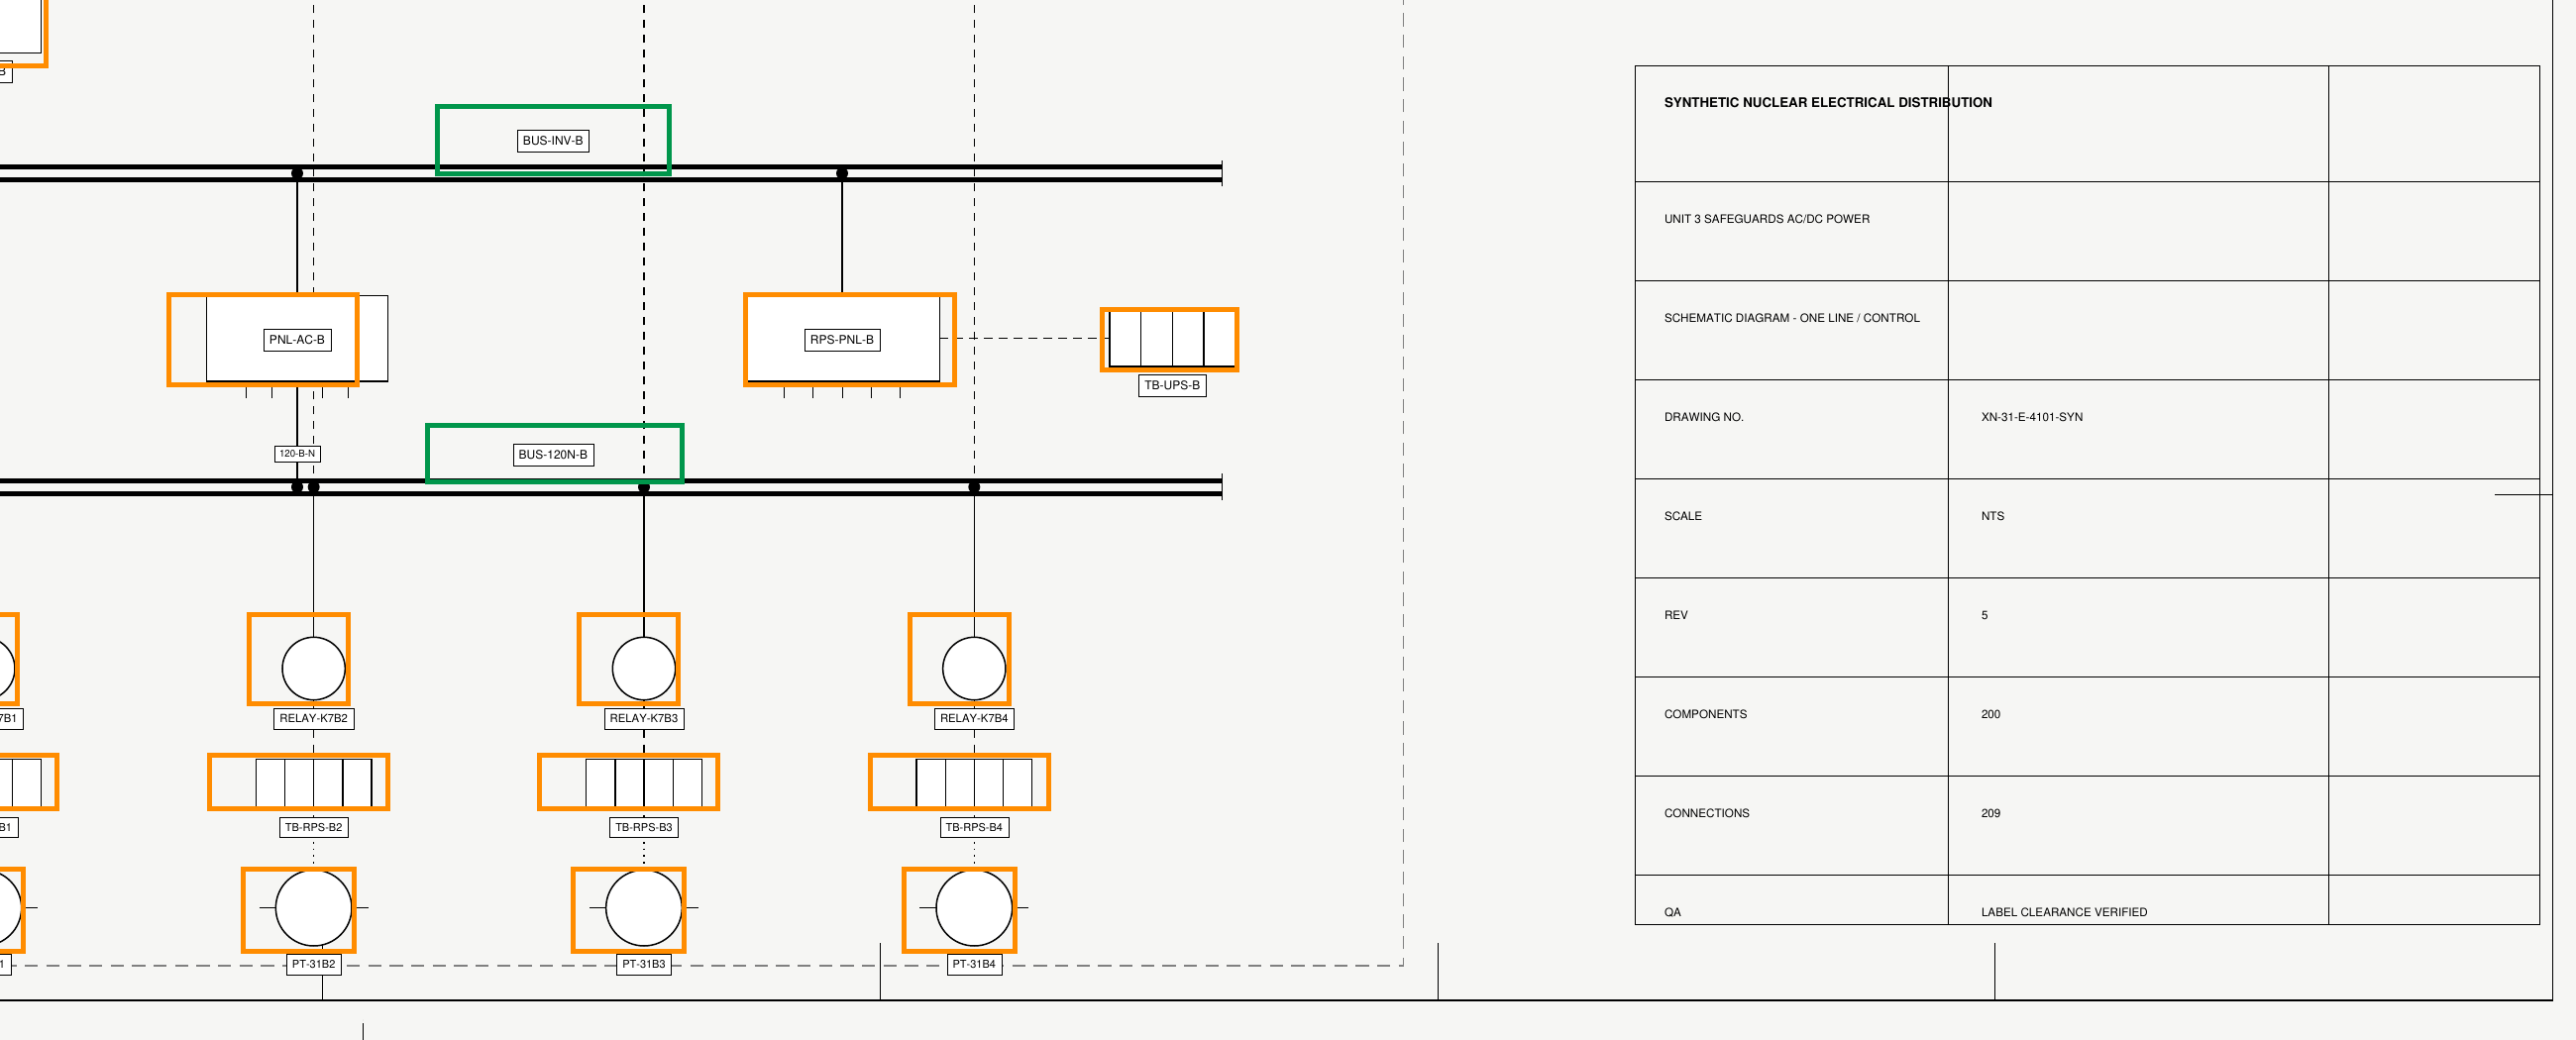 B
BUS-INV-B
PNL-AC-B
RPS-PNL-B
TB-UPS-B
120-B-N
BUS-120N-B
7B1
RELAY-K7B2
RELAY-K7B3
RELAY-K7B4
B1
TB-RPS-B2
TB-RPS-B3
TB-RPS-B4
1
PT-31B2
PT-31B3
PT-31B4
SYNTHETIC NUCLEAR ELECTRICAL DISTRIBUTION
UNIT 3 SAFEGUARDS AC/DC POWER
SCHEMATIC DIAGRAM - ONE LINE / CONTROL
DRAWING NO. XN-31-E-4101-SYN
SCALE NTS
REV 5
COMPONENTS 200
CONNECTIONS 209
QA LABEL CLEARANCE VERIFIED